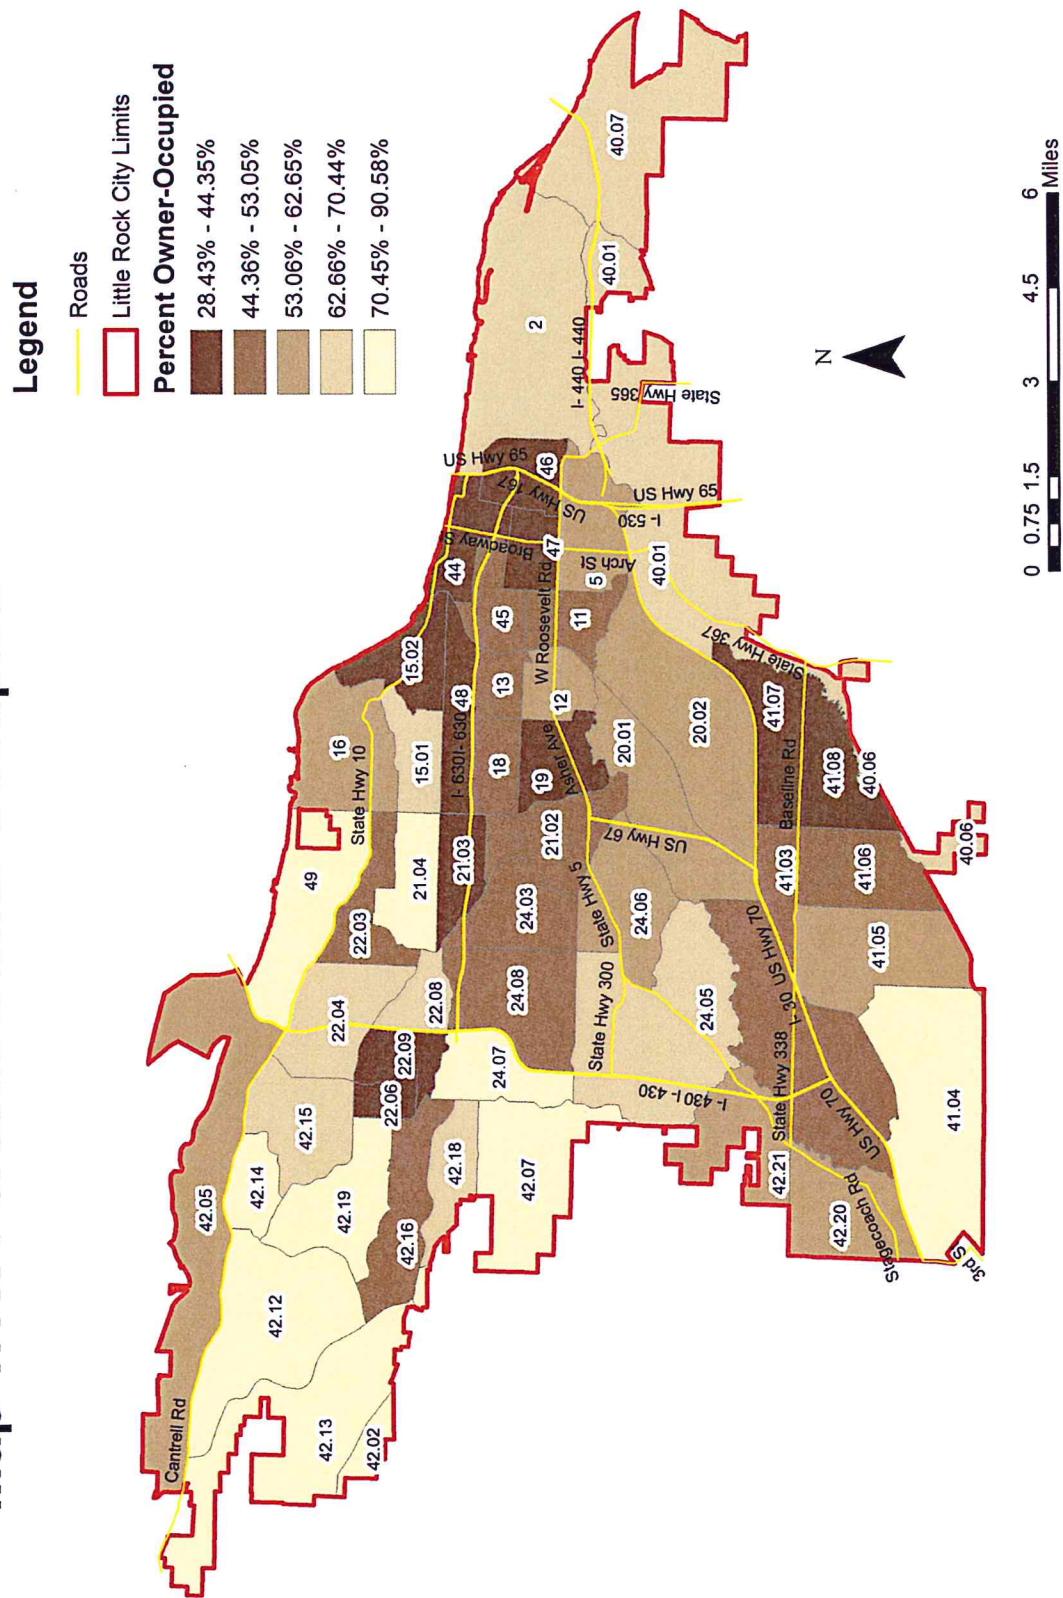 Legend
Roads
Little Rock City Limits
Percent Owner-Occupied
28.43% - 44.35%
44.36% - 53.05%
53.06% - 62.65%
62.66% - 70.44%
70.45% - 90.58%
Cantrell Rd
42.05
42.12
42.13
42.02
42.14
42.15
42.19
42.16
42.18
42.07
22.04
22.06
22.09
22.08
22.03
49
State Hwy 10
16
15.01
15.02
21.04
21.03
I- 630 I- 630
48
44
Broadway St
US Hwy 65
US Hwy 167
46
47
45
13
18
19
W Roosevelt Rd
Asher Ave
12
11
5
Arch St
2
I- 440 I- 440
40.01
40.07
State Hwy 365
US Hwy 65
I- 530
40.01
State Hwy 367
24.07
24.08
24.03
21.02
State Hwy 5
State Hwy 300
24.06
US Hwy 67
20.01
20.02
24.05
I- 430 I- 430
State Hwy 338
I- 30 US Hwy 70
41.03
Baseline Rd
41.07
41.08
40.06
41.06
41.05
40.06
42.21
42.20
Stagecoach Rd
US Hwy 70
41.04
3rd St
N
0 0.75 1.5 3 4.5 6
Miles